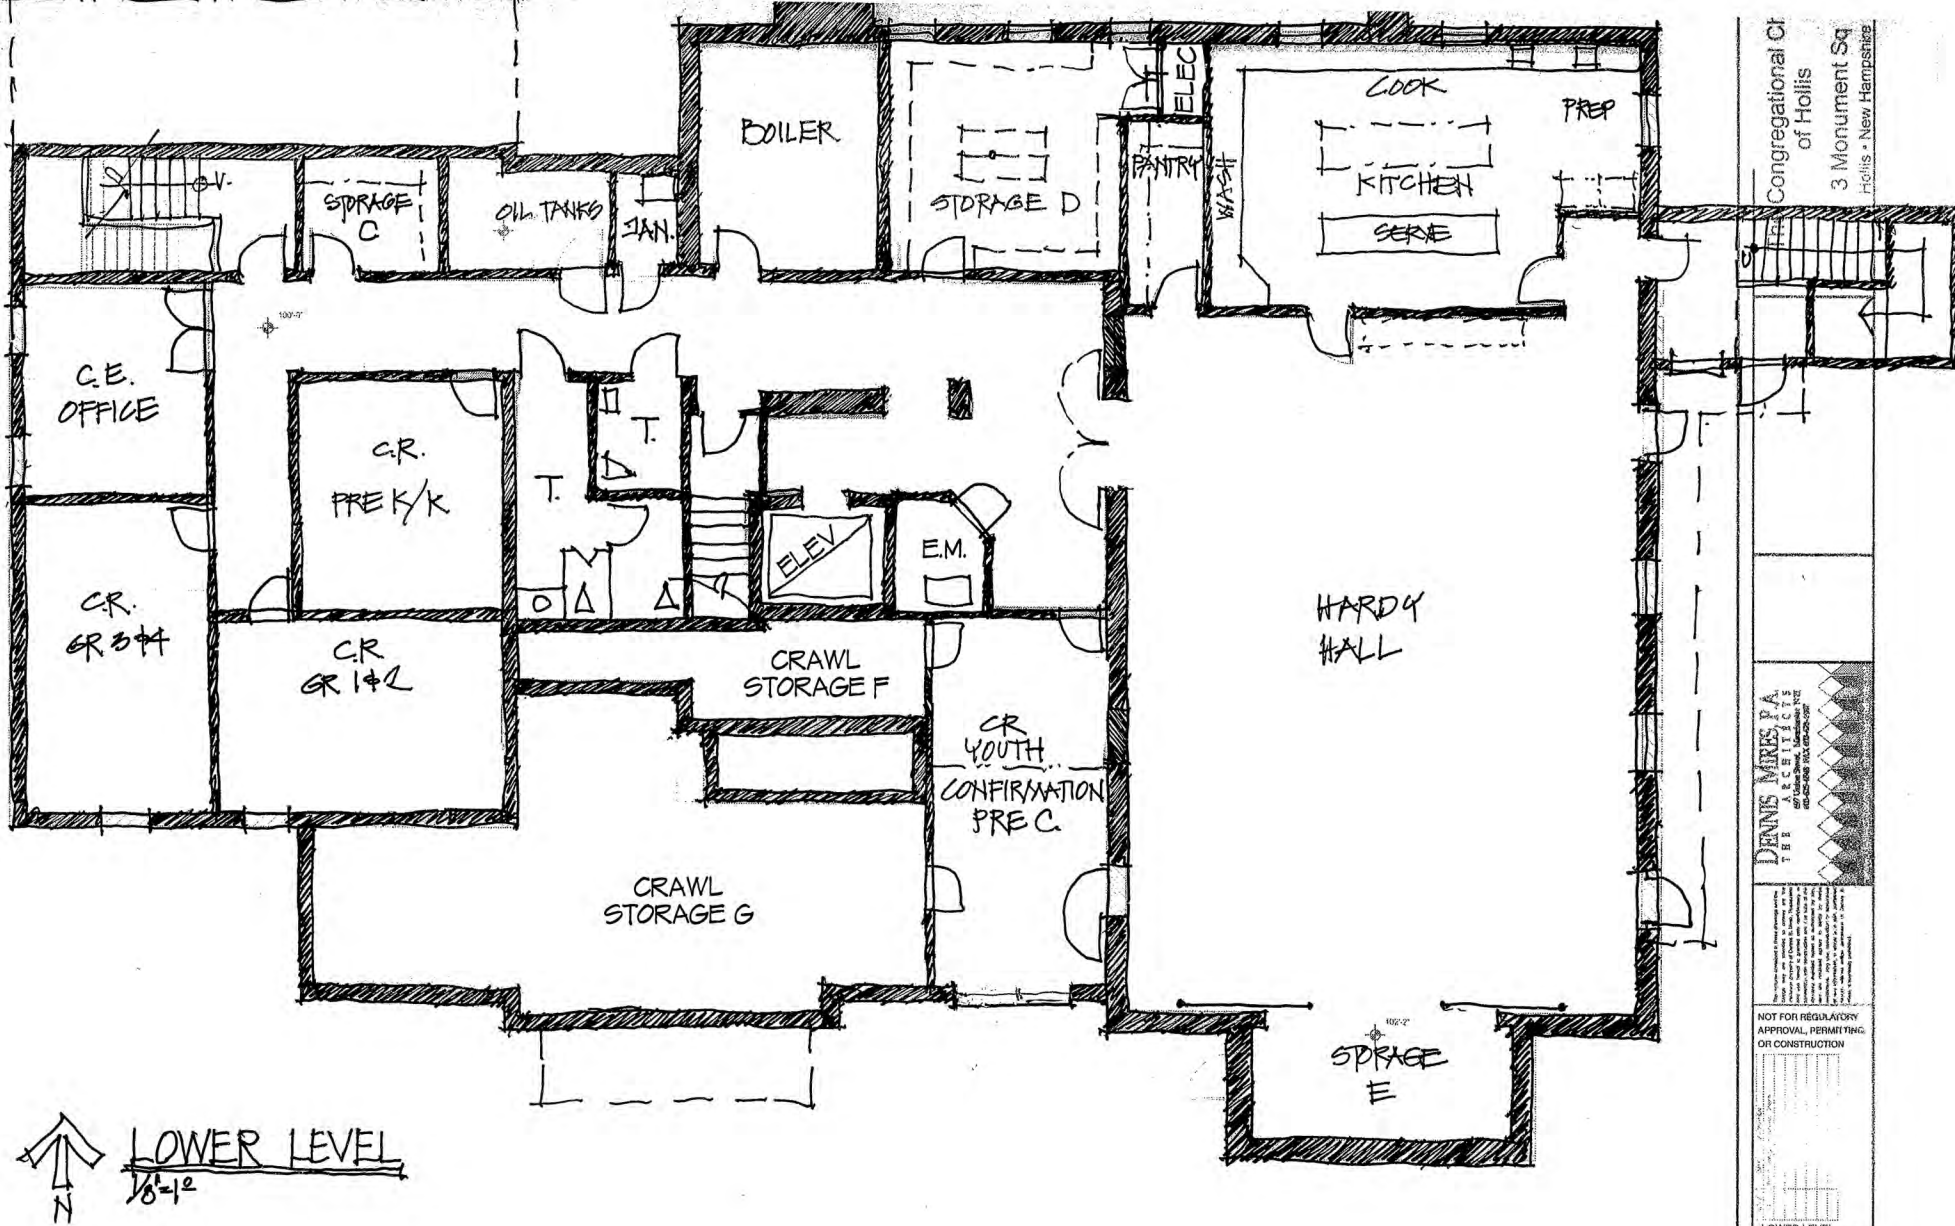 BOILER
ELEC
COOK
PREP
PANTRY
WASH
KITCHEN
SERVE
STORAGE D
STORAGE
C
OIL TANKS
JAN.
V.
100'-0"
C.E.
OFFICE
C.R.
PRE K/K
T.
T.
ELEV
E.M.
C.R.
GR 3 & 4
C.R.
GR 1 & 2
CRAWL
STORAGE F
CR
YOUTH
CONFIRMATION
PRE C.
CRAWL
STORAGE G
HARDY
HALL
102'-2"
STORAGE
E
N
LOWER LEVEL
1/8"=1°
Congregational Ch
of Hollis
3 Monument Sq
Hollis • New Hampshire
DENNIS MIRES, P.A.
THE ARCHITECTS
NOT FOR REGULATORY
APPROVAL, PERMITTING
OR CONSTRUCTION